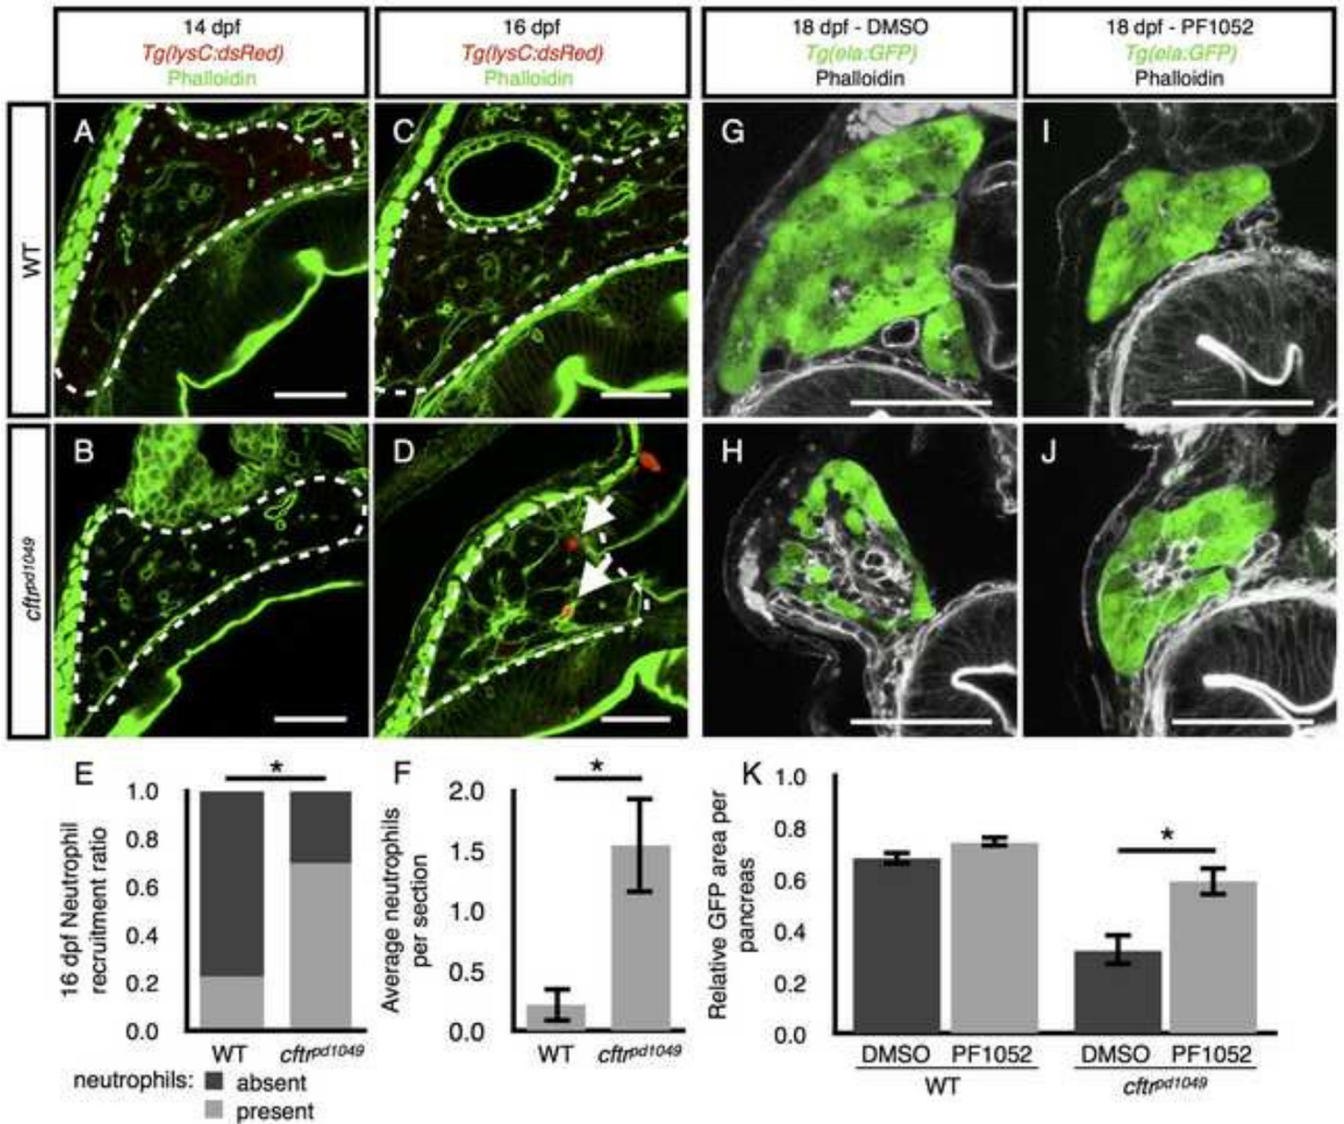 14 dpf
Tg(lysC:dsRed)
Phalloidin
16 dpf
Tg(lysC:dsRed)
Phalloidin
18 dpf - DMSO
Tg(ela:GFP)
Phalloidin
18 dpf - PF1052
Tg(ela:GFP)
Phalloidin
WT
A
C
G
I
cftrpd1049
B
D
H
J
E
*
16 dpf Neutrophil
recruitment ratio
1.0
0.8
0.6
0.4
0.2
0.0
WT
cftrpd1049
neutrophils:
absent
present
F
*
Average neutrophils
per section
2.0
1.5
1.0
0.5
0.0
WT
cftrpd1049
K
*
Relative GFP area per
pancreas
1.0
0.8
0.6
0.4
0.2
0.0
DMSO
PF1052
DMSO
PF1052
WT
cftrpd1049